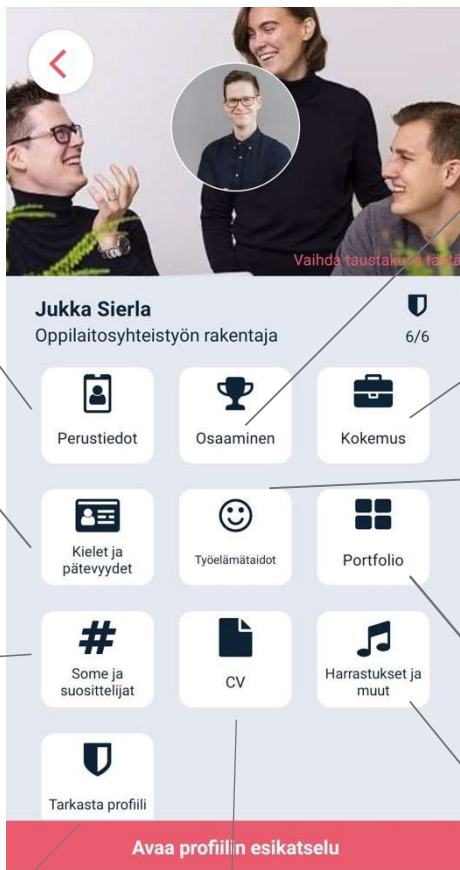 Vaihda taustakuva tästä
Jukka Sierla
Oppilaitosyhteistyön rakentaja
6/6
Perustiedot
Osaaminen
Kokemus
Kielet ja
pätevyydet
Työelämätaidot
Portfolio
Some ja
suosittelijat
CV
Harrastukset ja
muut
Tarkasta profiili
Avaa profiilin esikatselu